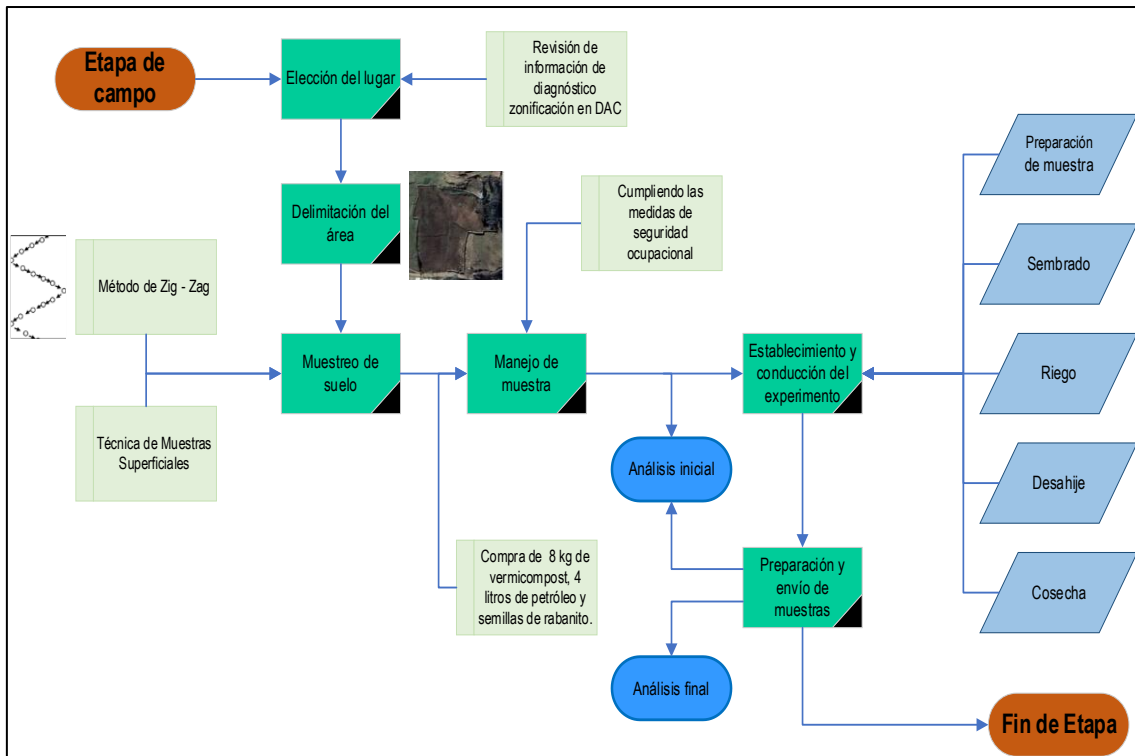 Etapa de
campo
Elección del lugar
Revisión de
información de
diagnóstico
zonificación en DAC
Preparación
de muestra
Delimitación del
área
Cumpliendo las
medidas de
seguridad
ocupacional
Sembrado
Método de Zig - Zag
Muestreo de
suelo
Manejo de
muestra
Establecimiento y
conducción del
experimento
Riego
Técnica de Muestras
Superficiales
Análisis inicial
Desahije
Compra de 8 kg de
vermicompost, 4
litros de petróleo y
semillas de rabanito.
Preparación y
envío de
muestras
Cosecha
Análisis final
Fin de Etapa